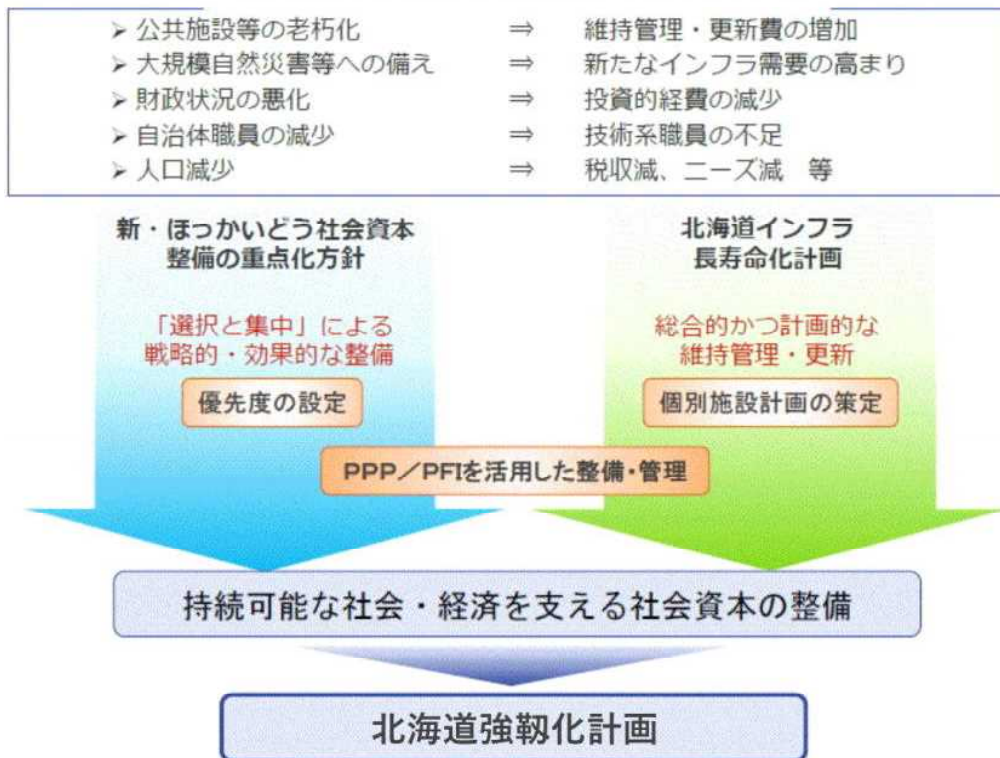 ➢ 公共施設等の老朽化 ⇒ 維持管理・更新費の増加
➢ 大規模自然災害等への備え ⇒ 新たなインフラ需要の高まり
➢ 財政状況の悪化 ⇒ 投資的経費の減少
➢ 自治体職員の減少 ⇒ 技術系職員の不足
➢ 人口減少 ⇒ 税収減、ニーズ減　等
新・ほっかいどう社会資本
整備の重点化方針
「選択と集中」による
戦略的・効果的な整備
優先度の設定
北海道インフラ
長寿命化計画
総合的かつ計画的な
維持管理・更新
個別施設計画の策定
PPP／PFIを活用した整備・管理
持続可能な社会・経済を支える社会資本の整備
北海道強靱化計画